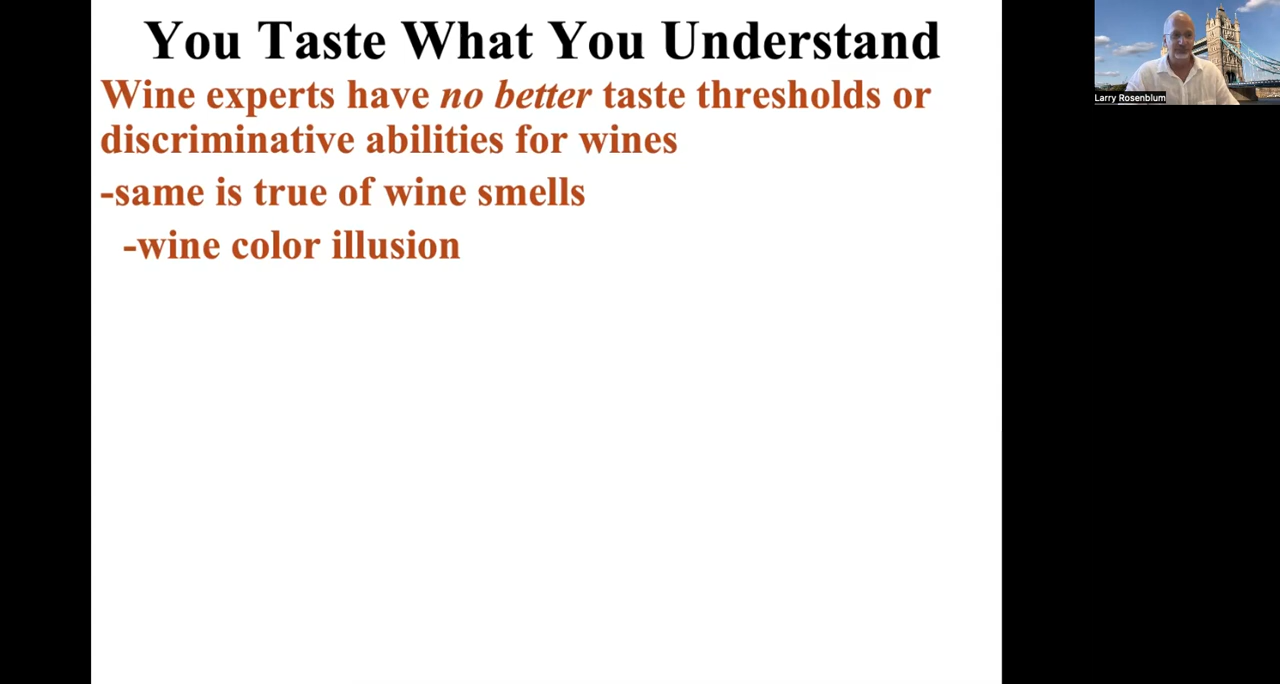 You Taste What You Understand
Wine experts have no better taste thresholds or
discriminative abilities for wines
-same is true of wine smells
-wine color illusion
Larry Rosenblum